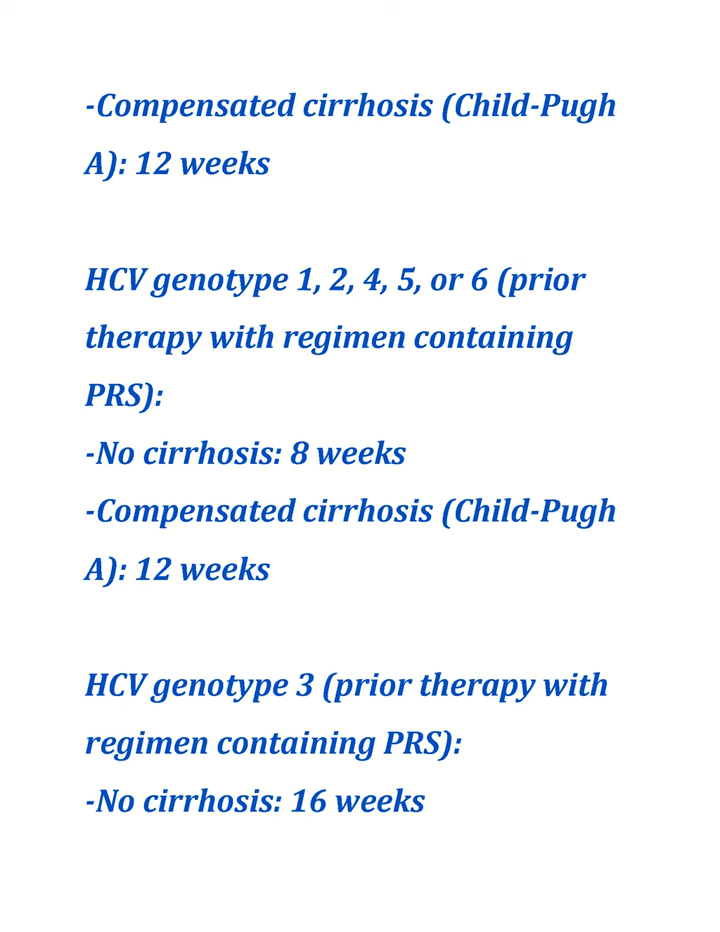 -Compensated cirrhosis (Child-Pugh
A): 12 weeks
HCV genotype 1, 2, 4, 5, or 6 (prior
therapy with regimen containing
PRS):
-No cirrhosis: 8 weeks
-Compensated cirrhosis (Child-Pugh
A): 12 weeks
HCV genotype 3 (prior therapy with
regimen containing PRS):
-No cirrhosis: 16 weeks